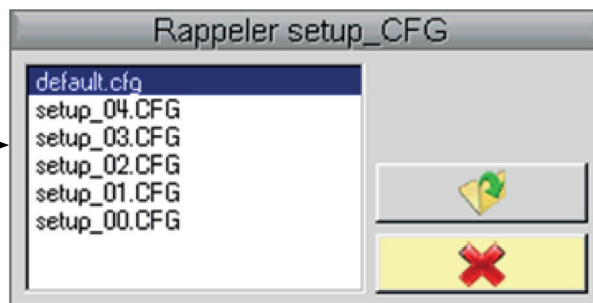 Rappeler setup_CFG
default.cfg
setup_04.CFG
setup_03.CFG
setup_02.CFG
setup_01.CFG
setup_00.CFG